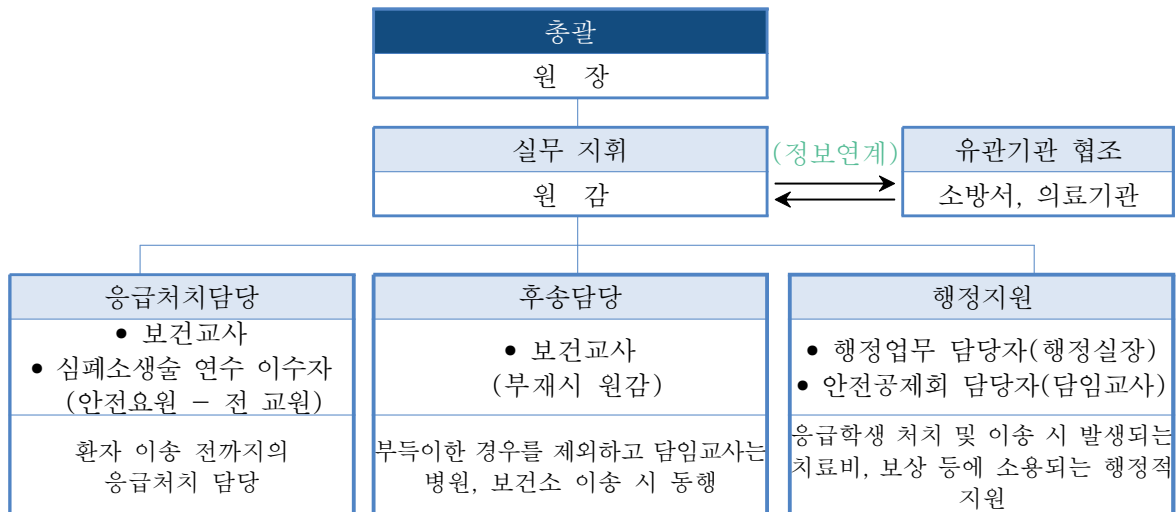 총괄
원 장
실무 지휘
원 감
(정보연계)
유관기관 협조
소방서, 의료기관
응급처치담당
● 보건교사
● 심폐소생술 연수 이수자
(안전요원 - 전 교원)
환자 이송 전까지의
응급처치 담당
후송담당
● 보건교사
(부재시 원감)
부득이한 경우를 제외하고 담임교사는
병원, 보건소 이송 시 동행
행정지원
● 행정업무 담당자(행정실장)
● 안전공제회 담당자(담임교사)
응급학생 처치 및 이송 시 발생되는
치료비, 보상 등에 소용되는 행정적
지원